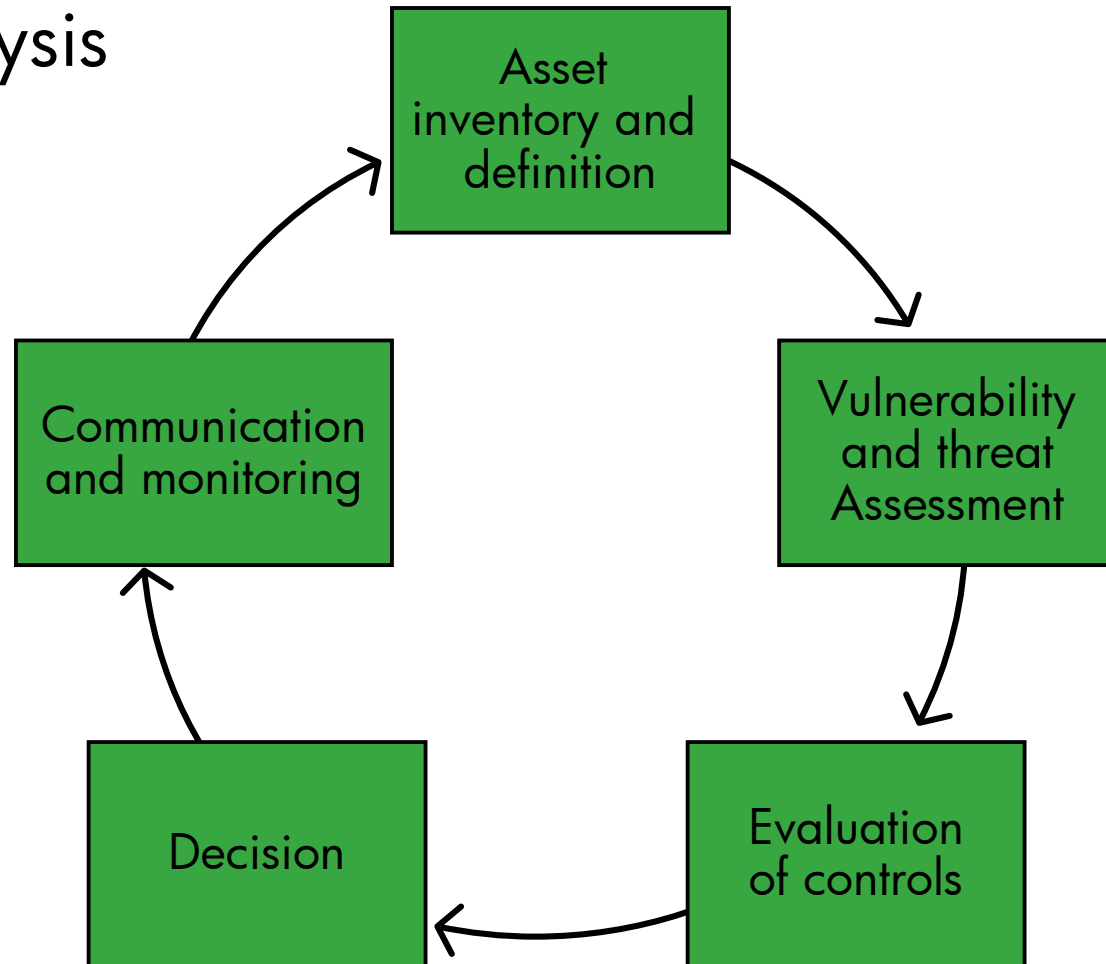 ysis
Asset
inventory and
definition
Vulnerability
and threat
Assessment
Evaluation
of controls
Decision
Communication
and monitoring